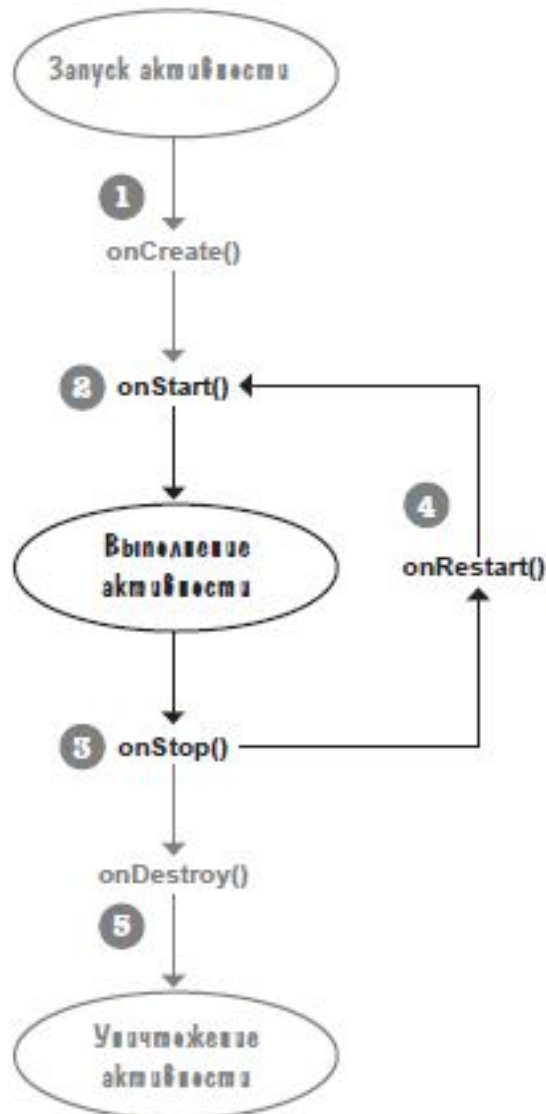 Запуск активности
1
onCreate()
2 onStart()
Выполнение
активности
4
onRestart()
3 onStop()
onDestroy()
5
Уничтожение
активности